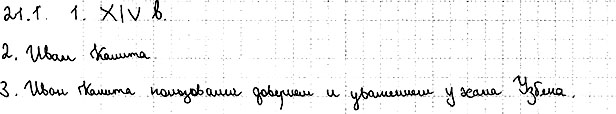 21.1. 1. XIV в.
2. Иван Калита
3. Иван Калита пользовался доверием и уважением у хана Узбека.